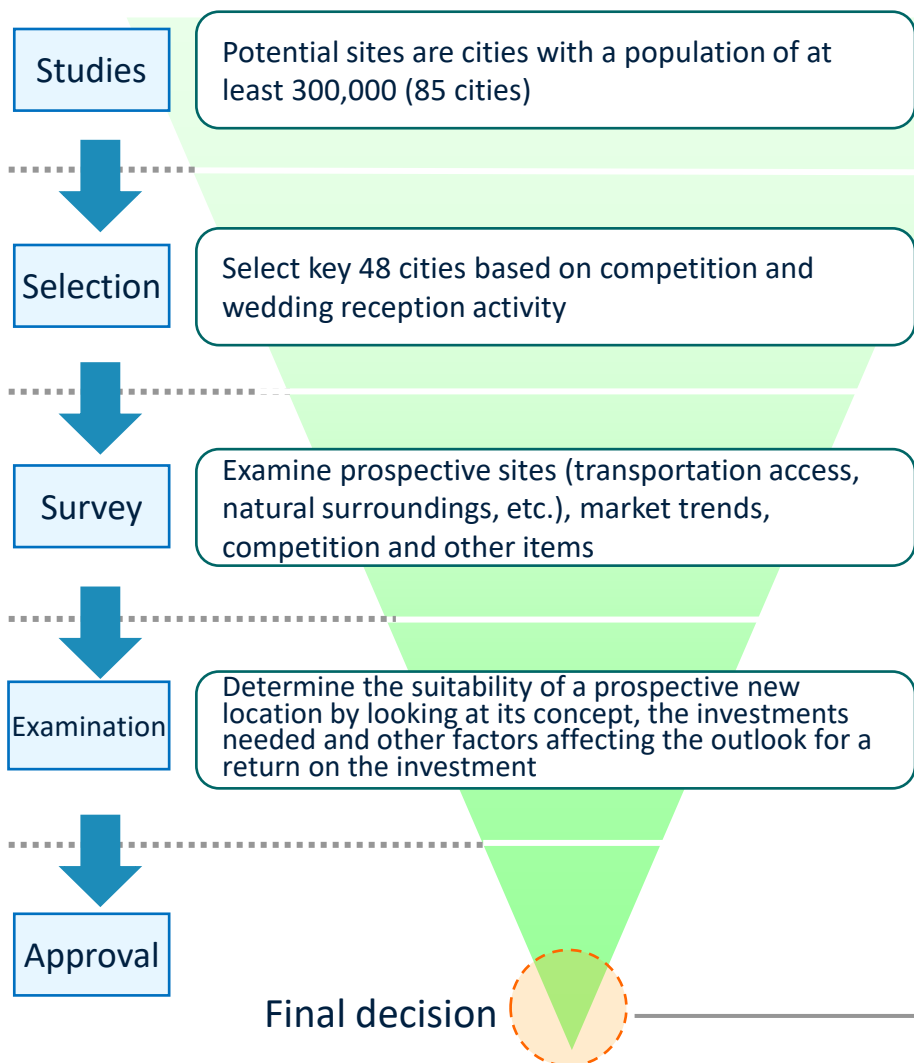 Studies
Potential sites are cities with a population of at
least 300,000 (85 cities)
Selection
Select key 48 cities based on competition and
wedding reception activity
Survey
Examine prospective sites (transportation access,
natural surroundings, etc.), market trends,
competition and other items
Examination
Determine the suitability of a prospective new
location by looking at its concept, the investments
needed and other factors affecting the outlook for a
return on the investment
Approval
Final decision